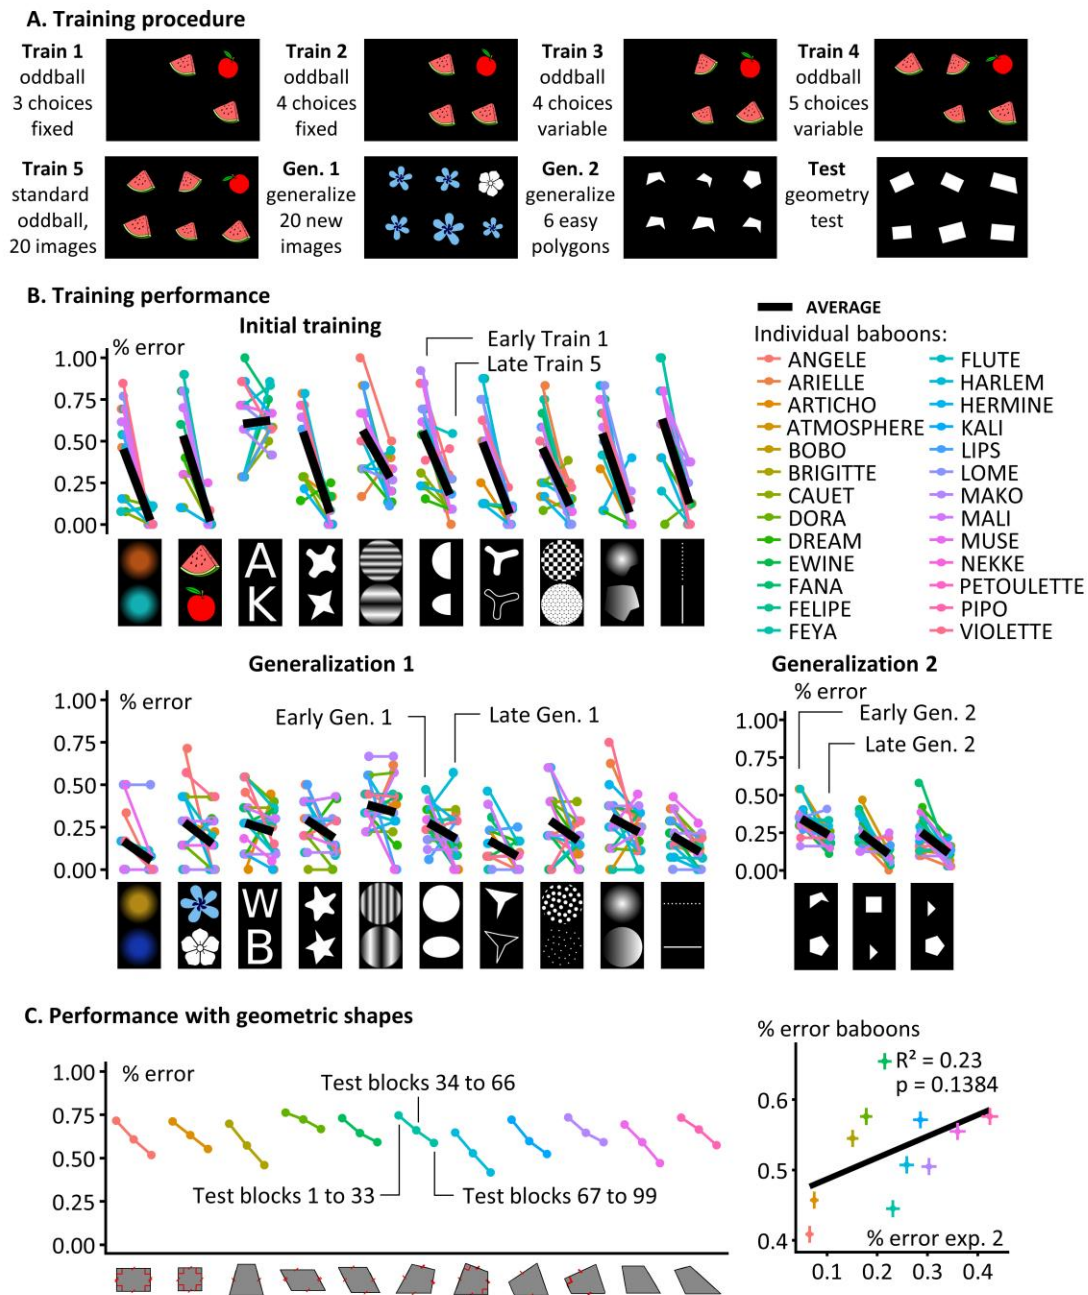 A. Training procedure
Train 1
oddball
3 choices
fixed
Train 2
oddball
4 choices
fixed
Train 3
oddball
4 choices
variable
Train 4
oddball
5 choices
variable
Train 5
standard
oddball,
20 images
Gen. 1
generalize
20 new
images
Gen. 2
generalize
6 easy
polygons
Test
geometry
test
B. Training performance
Initial training
% error
Early Train 1
Late Train 5
1.00
0.75
0.50
0.25
0.00
A
K
AVERAGE
Individual baboons:
ANGELE
ARIELLE
ARTICHO
ATMOSPHERE
BOBO
BRIGITTE
CAUET
DORA
DREAM
EWINE
FANA
FELIPE
FEYA
FLUTE
HARLEM
HERMINE
KALI
LIPS
LOME
MAKO
MALI
MUSE
NEKKE
PETOULETTE
PIPO
VIOLETTE
Generalization 1
% error
Early Gen. 1
Late Gen. 1
1.00
0.75
0.50
0.25
0.00
W
B
Generalization 2
% error
Early Gen. 2
Late Gen. 2
1.00
0.75
0.50
0.25
0.00
C. Performance with geometric shapes
% error
1.00
0.75
0.50
0.25
0.00
Test blocks 34 to 66
Test blocks 1 to 33
Test blocks 67 to 99
% error baboons
R² = 0.23
p = 0.1384
0.6
0.5
0.4
% error exp. 2
0.1 0.2 0.3 0.4